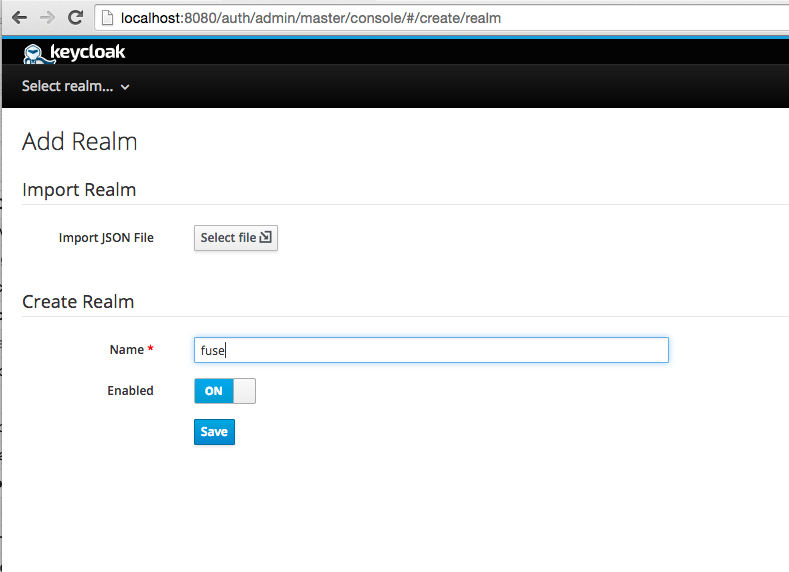 localhost:8080/auth/admin/master/console/#/create/realm
keycloak
Select realm...
Add Realm
Import Realm
Import JSON File Select file
Create Realm
Name * fuse
Enabled ON
Save